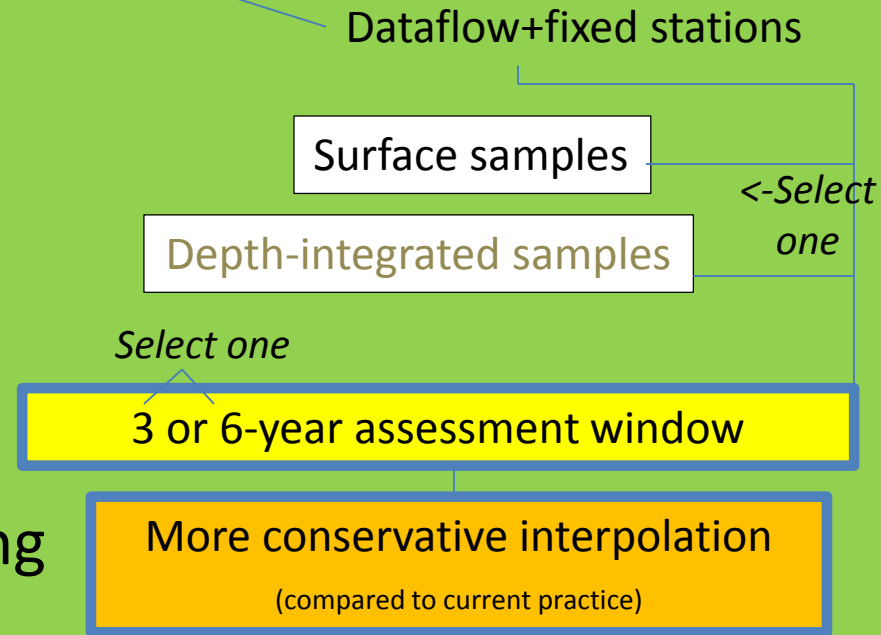 Dataflow+fixed stations
Surface samples
<-Select
one
Depth-integrated samples
Select one
3 or 6-year assessment window
More conservative interpolation
(compared to current practice)